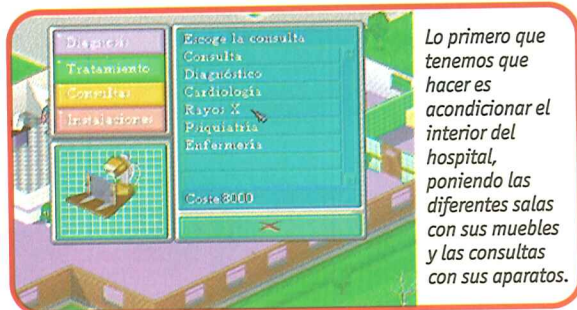 Diagnosis
Tratamiento
Consultas
Instalaciones
Escoge la consulta
Consulta
Diagnóstico
Cardiología
Rayos X
Psiquiatría
Enfermería
Coste:8000
Lo primero que
tenemos que
hacer es
acondicionar el
interior del
hospital,
poniendo las
diferentes salas
con sus muebles
y las consultas
con sus aparatos.